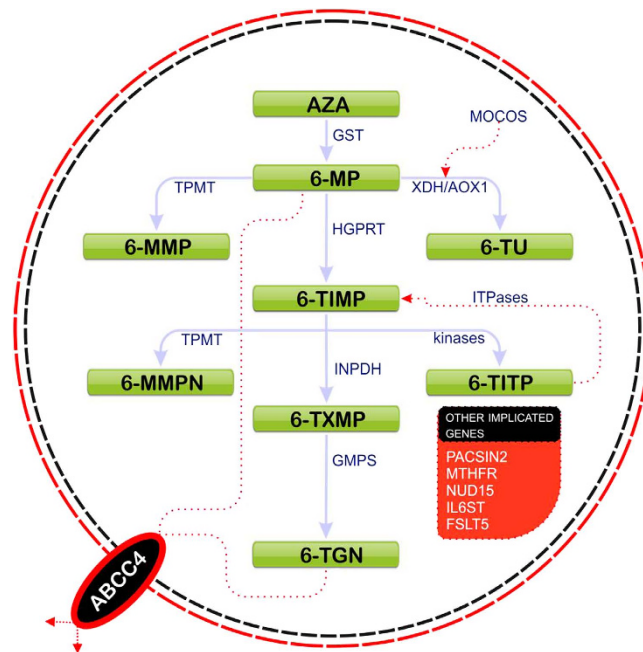 AZA
GST
MOCOS
6-MP
TPMT
XDH/AOX1
6-MMP
HGPRT
6-TU
6-TIMP
ITPases
TPMT
kinases
6-MMPN
INPDH
6-TITP
6-TXMP
OTHER IMPLICATED
GENES
GMPS
PACSIN2
MTHFR
NUD15
IL6ST
FSLT5
6-TGN
ABCC4